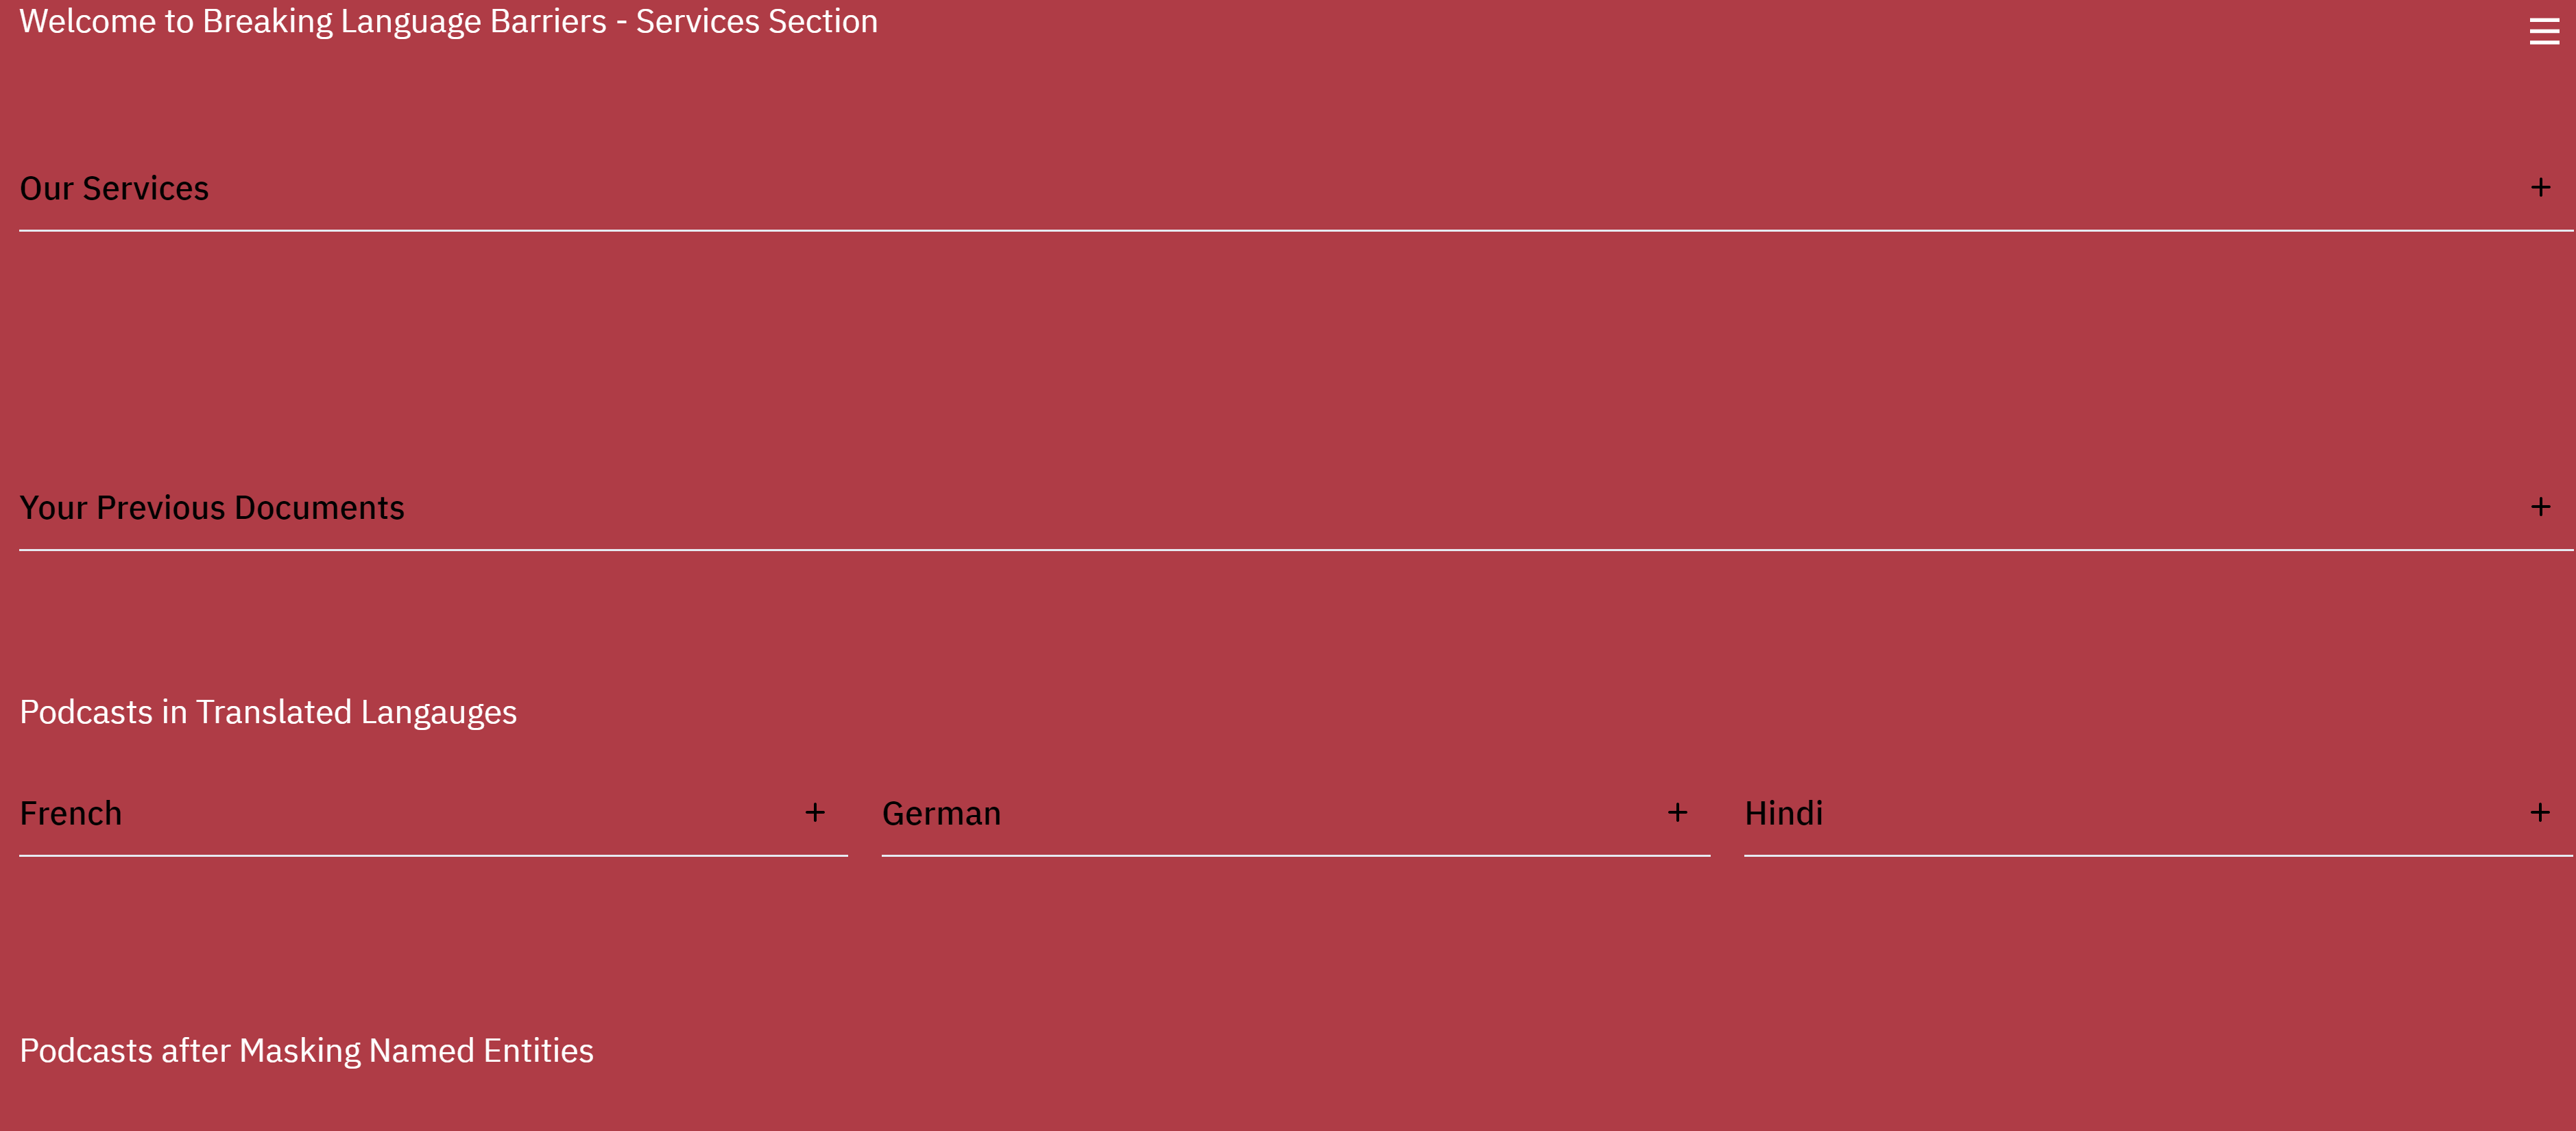 Welcome to Breaking Language Barriers - Services Section
Our Services
Your Previous Documents
Podcasts in Translated Langauges
French
German
Hindi
Podcasts after Masking Named Entities